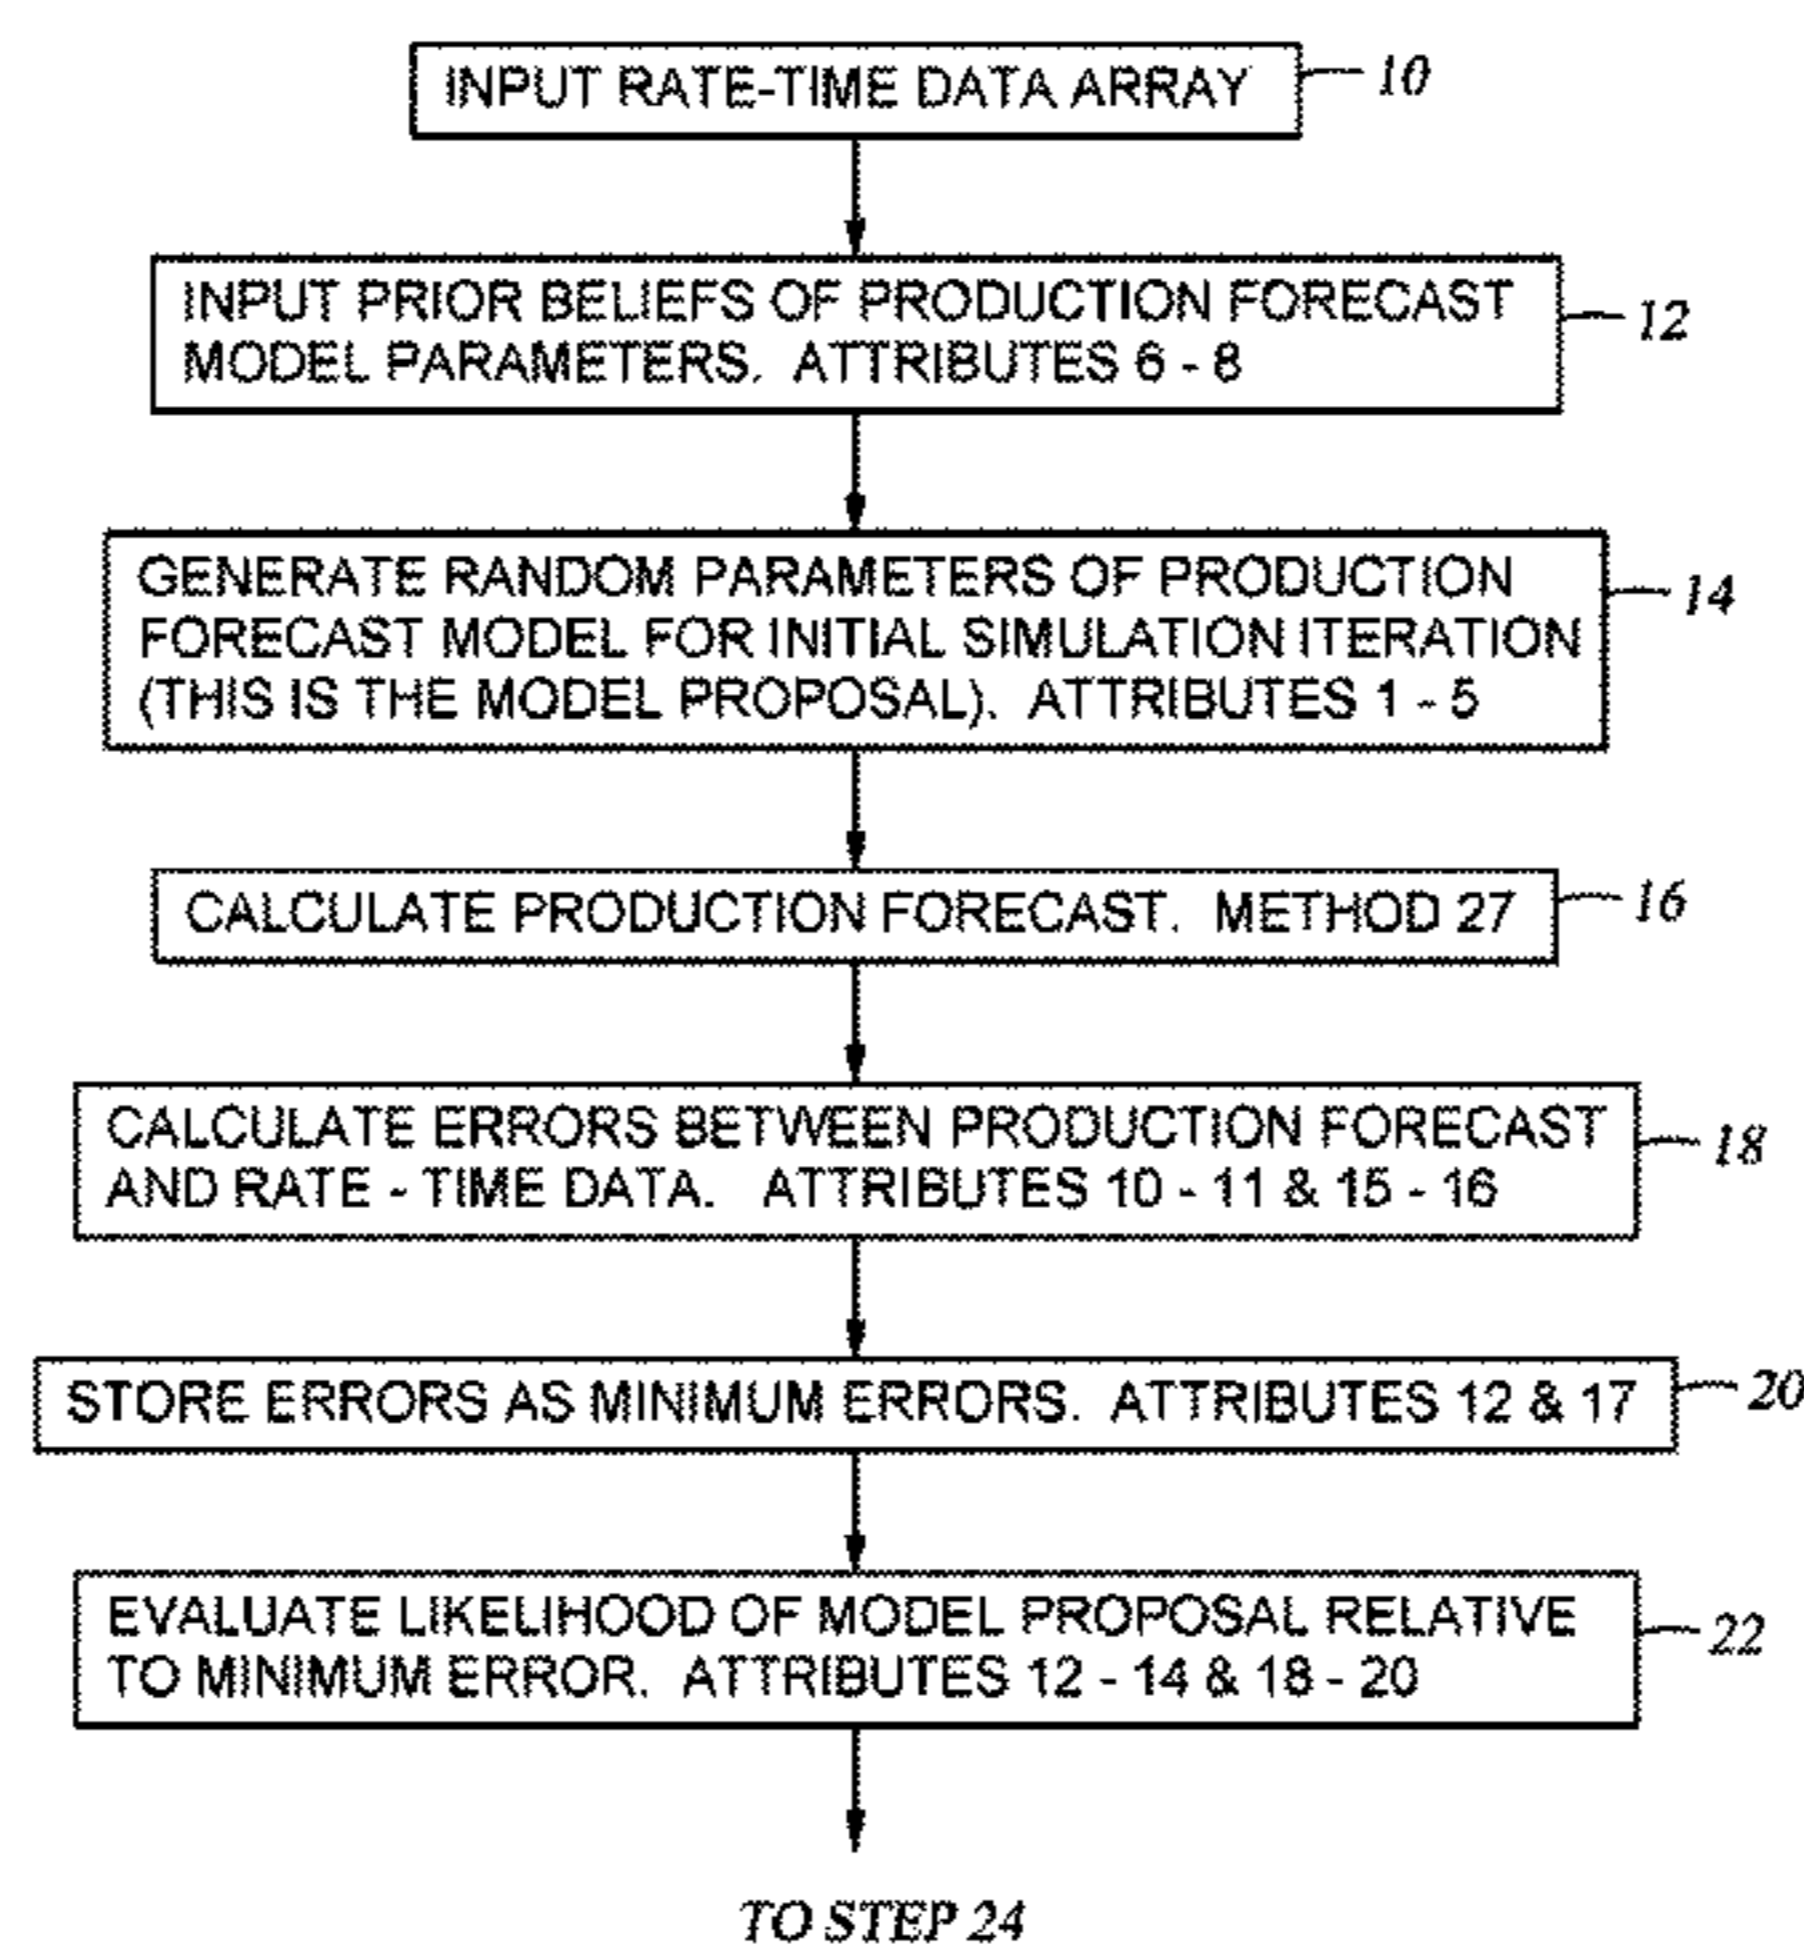 INPUT RATE-TIME DATA ARRAY
10
INPUT PRIOR BELIEFS OF PRODUCTION FORECAST
MODEL PARAMETERS. ATTRIBUTES 6 - 8
12
GENERATE RANDOM PARAMETERS OF PRODUCTION
FORECAST MODEL FOR INITIAL SIMULATION ITERATION
(THIS IS THE MODEL PROPOSAL). ATTRIBUTES 1 - 5
14
CALCULATE PRODUCTION FORECAST. METHOD 27
16
CALCULATE ERRORS BETWEEN PRODUCTION FORECAST
AND RATE - TIME DATA. ATTRIBUTES 10 - 11 & 15 - 16
18
STORE ERRORS AS MINIMUM ERRORS. ATTRIBUTES 12 & 17
20
EVALUATE LIKELIHOOD OF MODEL PROPOSAL RELATIVE
TO MINIMUM ERROR. ATTRIBUTES 12 - 14 & 18 - 20
22
TO STEP 24